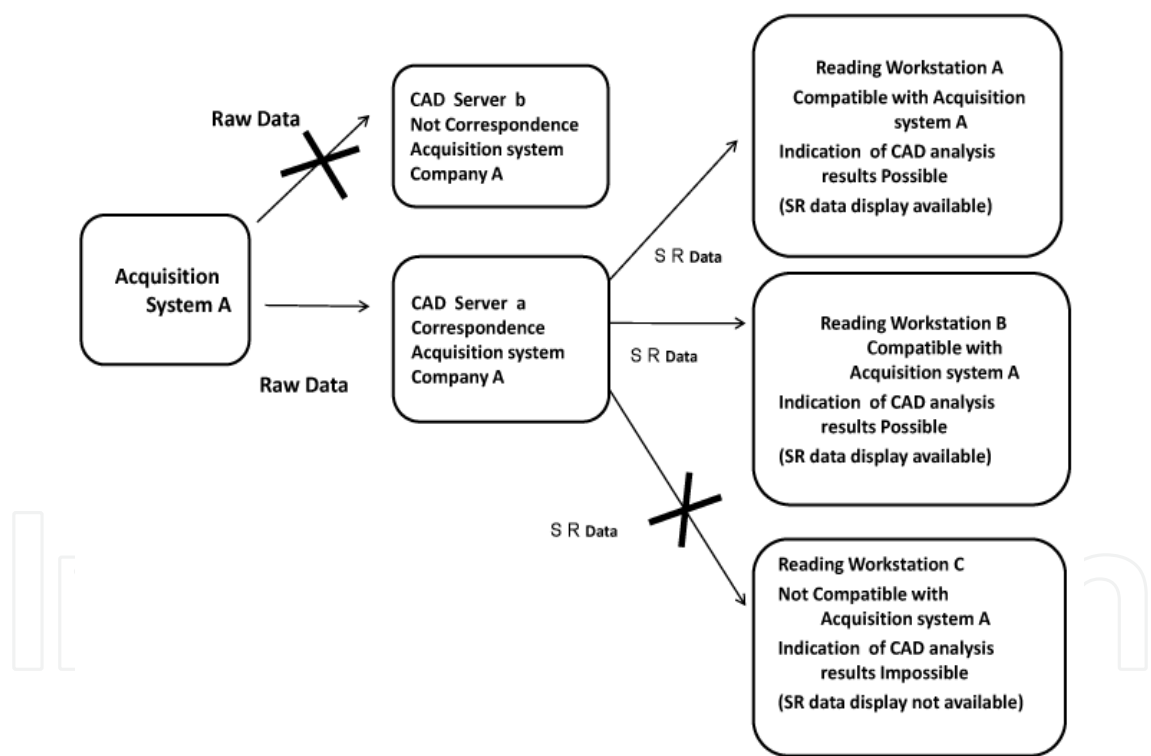 Raw Data
CAD Server b
Not Correspondence
Acquisition system
Company A
Acquisition
System A
Raw Data
CAD Server a
Correspondence
Acquisition system
Company A
S R Data
S R Data
S R Data
Reading Workstation A
Compatible with Acquisition
system A
Indication of CAD analysis
results Possible
(SR data display available)
Reading Workstation B
Compatible with
Acquisition system A
Indication of CAD analysis
results Possible
(SR data display available)
Reading Workstation C
Not Compatible with
Acquisition system A
Indication of CAD analysis
results Impossible
(SR data display not available)